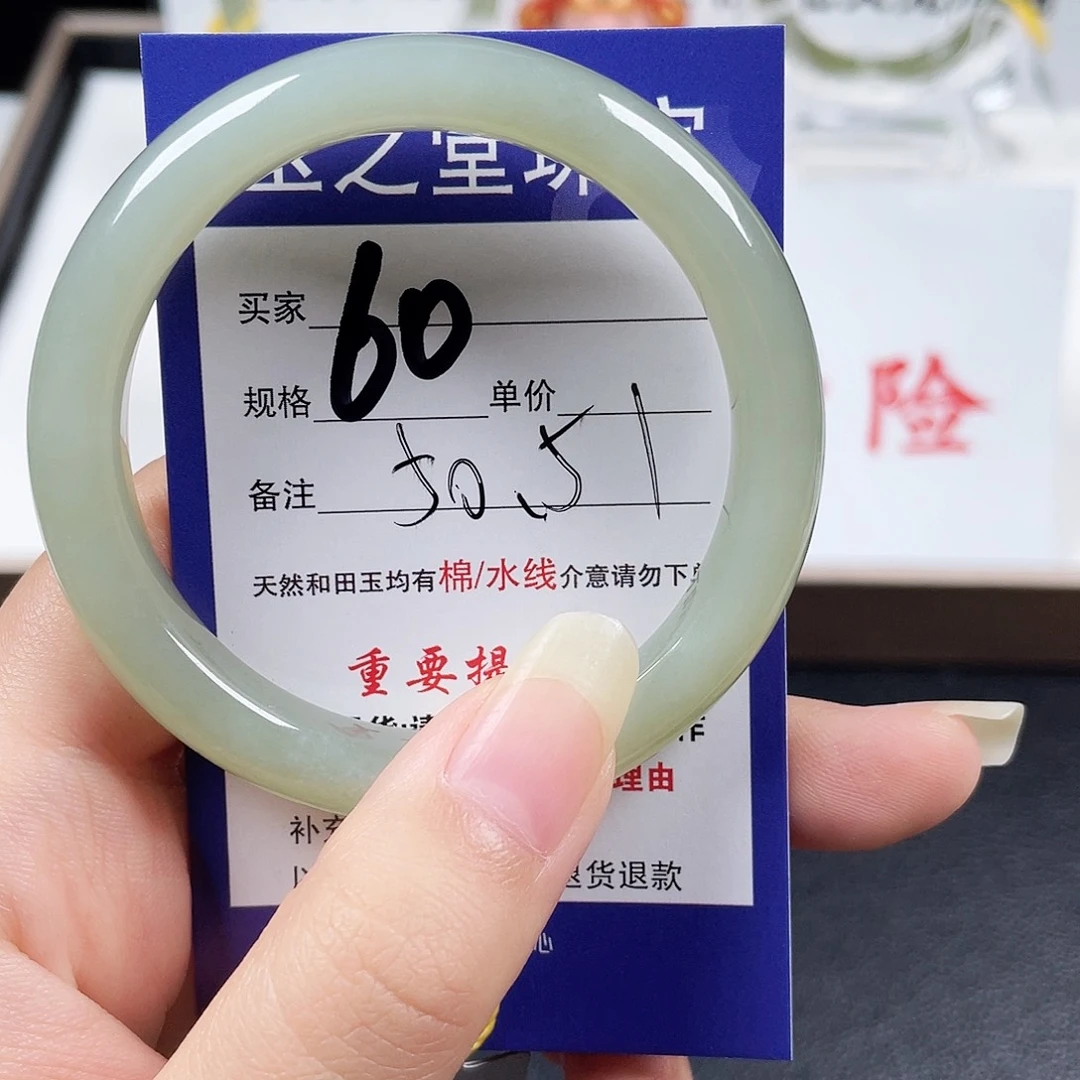 之堂
买家 60
规格 单价
备注 50.51
天然和田玉均有棉/水线介意请勿下
重要提
理由
补充
退货退款
心
险